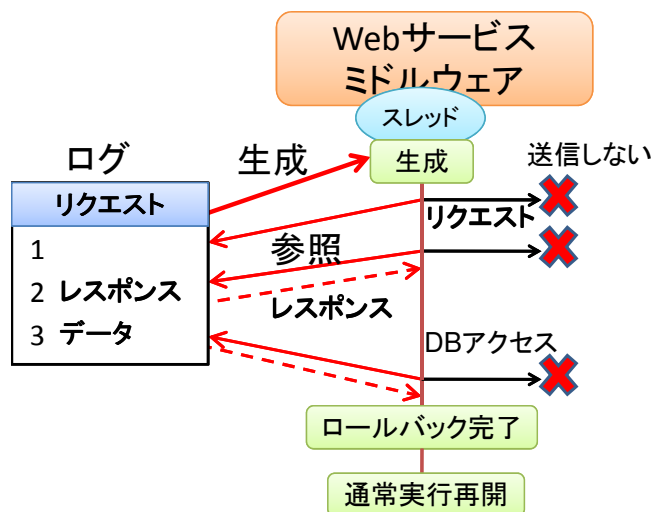 Webサービス
ミドルウェア
スレッド
ログ
生成
生成
送信しない
リクエスト
リクエスト
1
参照
2 レスポンス
レスポンス
3 データ
DBアクセス
ロールバック完了
通常実行再開